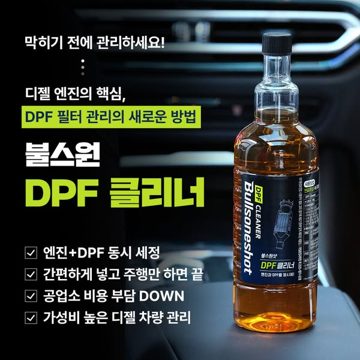 막히기 전에 관리하세요!
디젤 엔진의 핵심,
DPF 필터 관리의 새로운 방법
불스원
DPF 클리너
엔진+DPF 동시 세정
간편하게 넣고 주행만 하면 끝
공업소 비용 부담 DOWN
가성비 높은 디젤 차량 관리
DPF CLEANER
Bullsoneshot
불스원샷
DPF 클리너